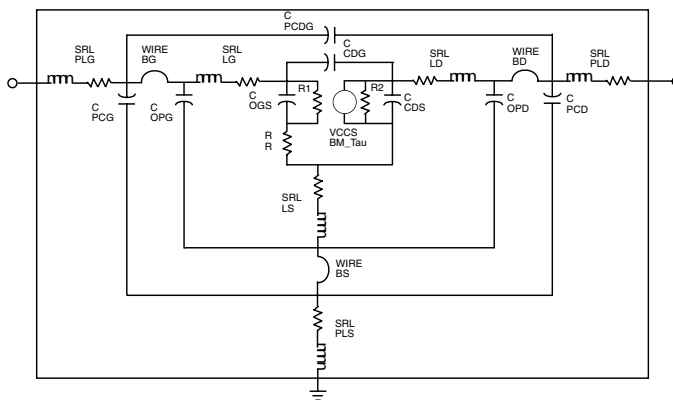 C
PCDG
SRL
PLG
WIRE
BG
SRL
LG
C
CDG
SRL
LD
WIRE
BD
SRL
PLD
C
PCG
C
OPG
C
OGS
R1
R2
C
CDS
C
OPD
C
PCD
R
R
VCCS
BM_Tau
SRL
LS
WIRE
BS
SRL
PLS